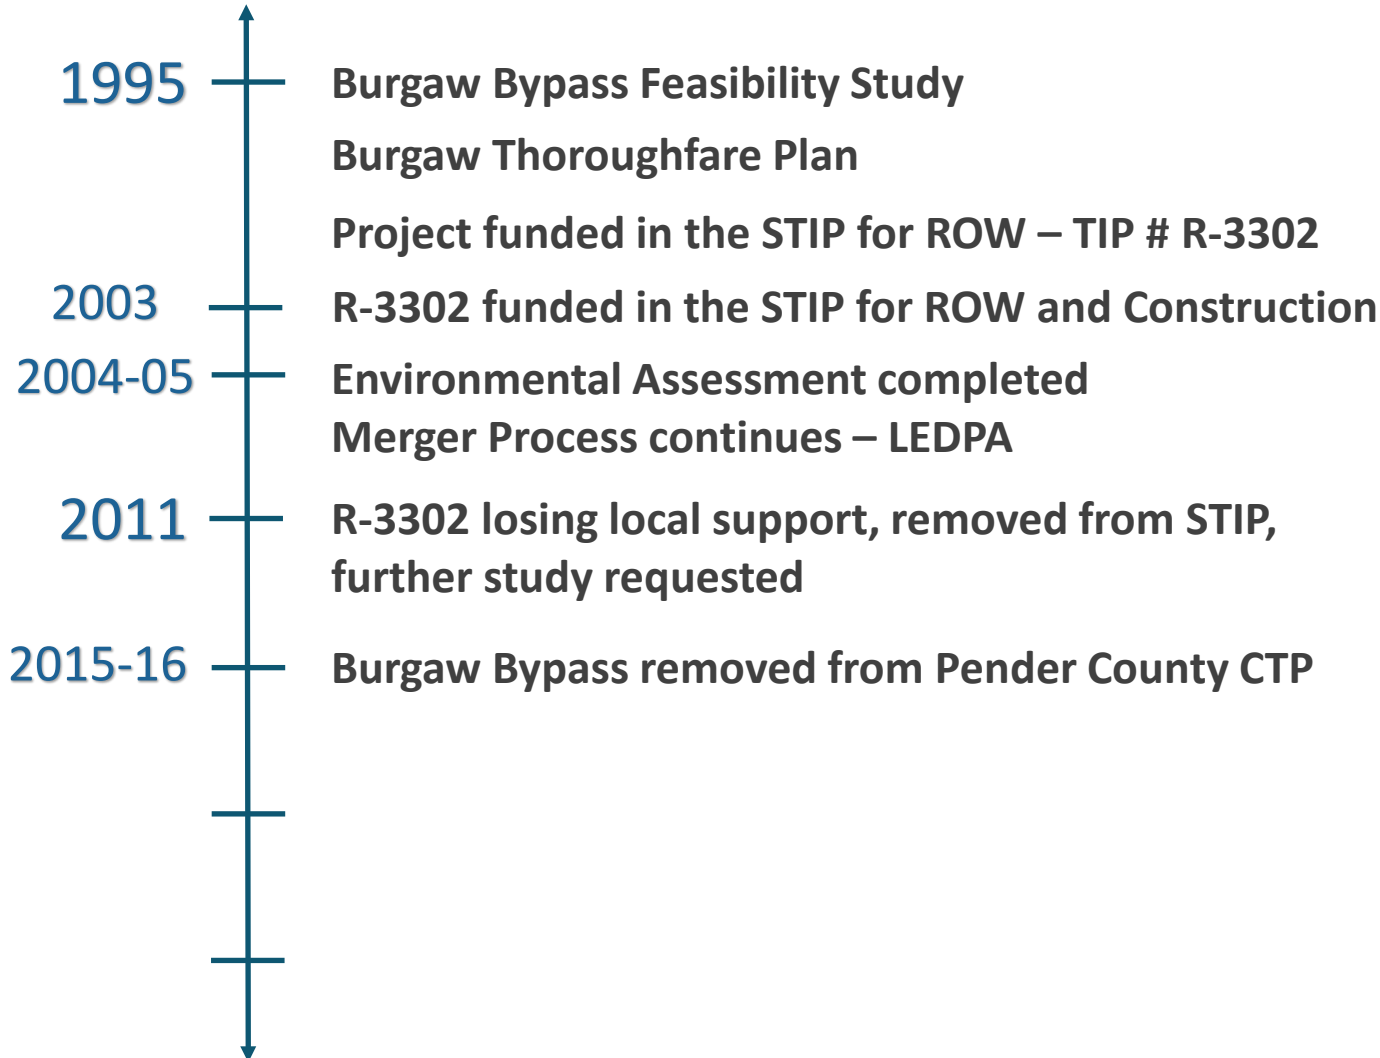 1995 Burgaw Bypass Feasibility Study
Burgaw Thoroughfare Plan
Project funded in the STIP for ROW – TIP # R-3302
2003 R-3302 funded in the STIP for ROW and Construction
2004-05 Environmental Assessment completed
Merger Process continues – LEDPA
2011 R-3302 losing local support, removed from STIP,
further study requested
2015-16 Burgaw Bypass removed from Pender County CTP